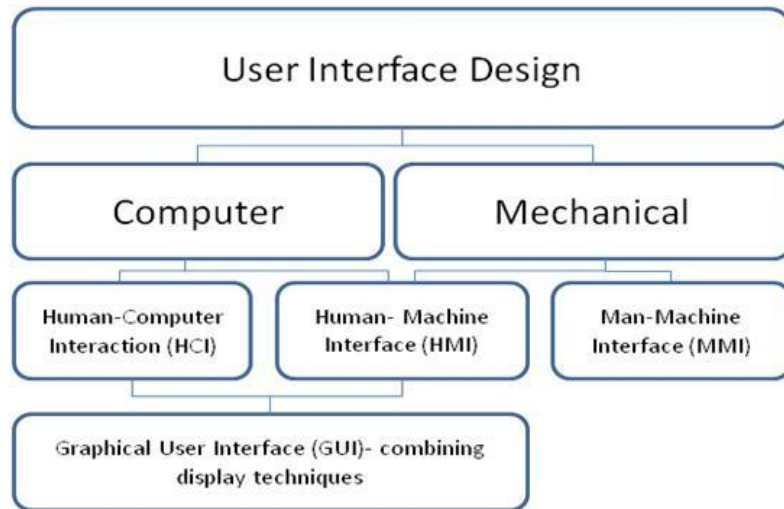 User Interface Design
Computer
Mechanical
Human-Computer
Interaction (HCI)
Human- Machine
Interface (HMI)
Man-Machine
Interface (MMI)
Graphical User Interface (GUI)- combining
display techniques